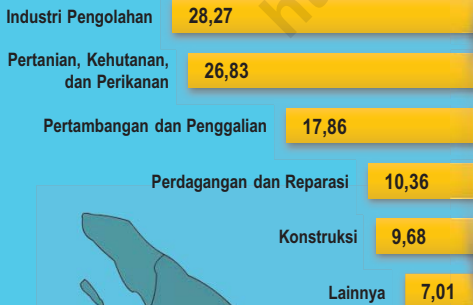 Industri Pengolahan 28,27
Pertanian, Kehutanan,
dan Perikanan 26,83
Pertambangan dan Penggalian 17,86
Perdagangan dan Reparasi 10,36
Konstruksi 9,68
Lainnya 7,01